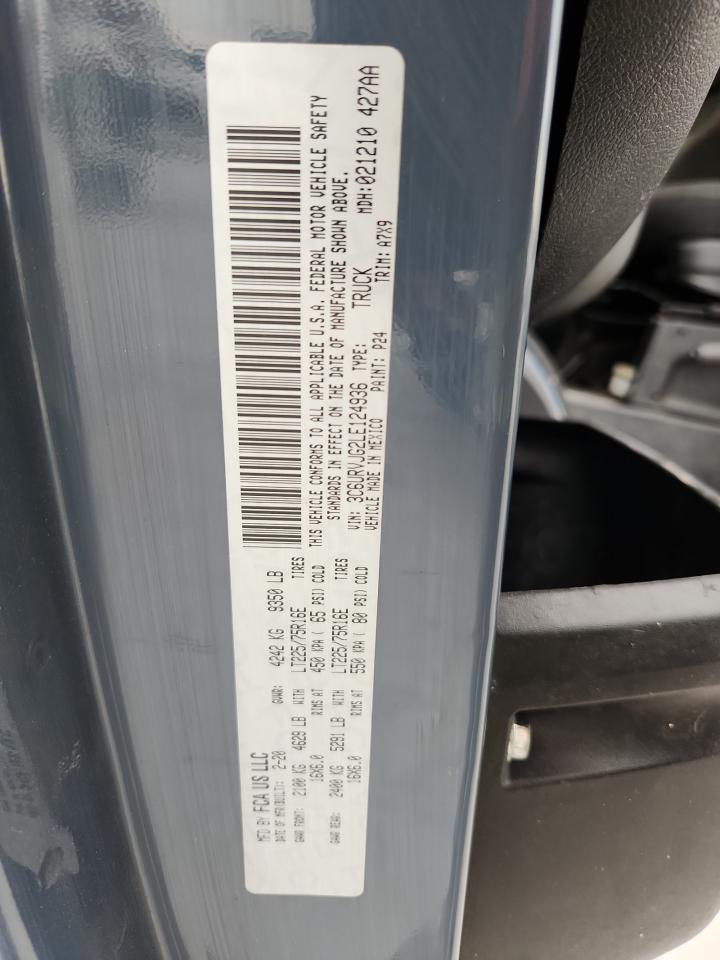 MFD BY FCA US LLC
DATE OF MFR(BUILT): 2-20 GVWR: 4242 KG 9350 LB
GAWR FRONT: 2100 KG 4629 LB WITH LT225/75R16E TIRES
16X6.0 RIMS AT 450 KPA ( 65 PSI) COLD
GAWR REAR: 2400 KG 5291 LB WITH LT225/75R16E TIRES
16X6.0 RIMS AT 550 KPA ( 80 PSI) COLD
THIS VEHICLE CONFORMS TO ALL APPLICABLE U.S.A. FEDERAL MOTOR VEHICLE SAFETY
STANDARDS IN EFFECT ON THE DATE OF MANUFACTURE SHOWN ABOVE.
VIN: 3C6URVJG2LE124936 TYPE: TRUCK MDH:021210 427AA
VEHICLE MADE IN MEXICO PAINT: P24 TRIM: A7X9